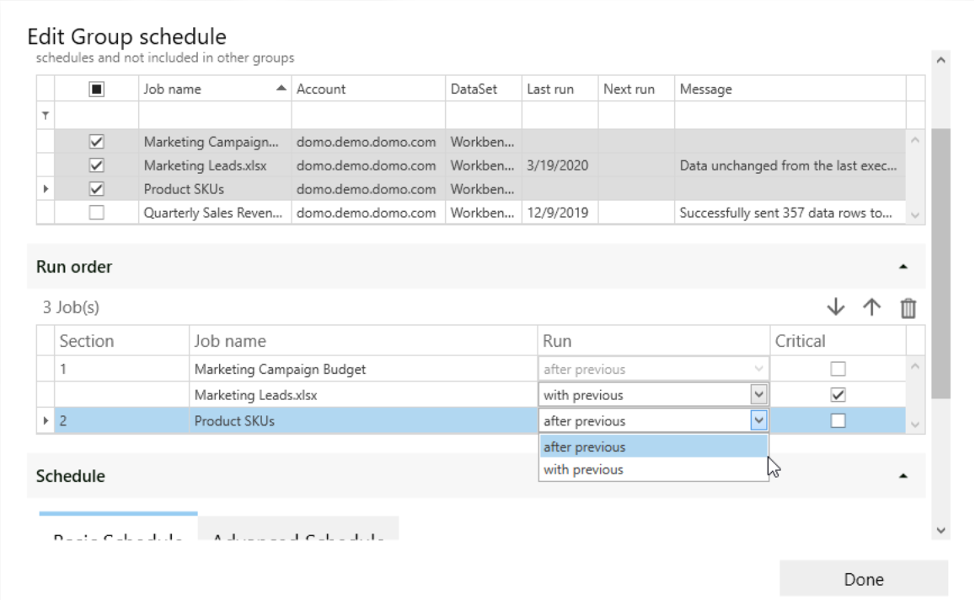 Edit Group schedule
schedules and not included in other groups
Job name Account DataSet Last run Next run Message
Marketing Campaign... domo.demo.domo.com Workben...
Marketing Leads.xlsx domo.demo.domo.com Workben... 3/19/2020 Data unchanged from the last exec...
Product SKUs domo.demo.domo.com Workben...
Quarterly Sales Reven... domo.demo.domo.com Workben... 12/9/2019 Successfully sent 357 data rows to...
Run order
3 Job(s)
Section Job name Run Critical
1 Marketing Campaign Budget after previous
Marketing Leads.xlsx with previous
2 Product SKUs after previous
after previous
with previous
Schedule
Basic Schedule Advanced Schedule
Done